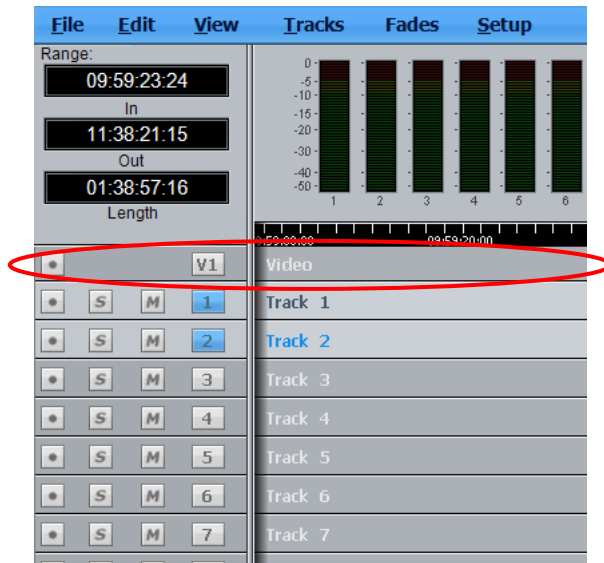 File Edit View Tracks Fades Setup
Range:
09:59:23:24
In
11:38:21:15
Out
01:38:57:16
Length
0-
-5-
-10-
-15-
-20-
-30-
-40-
-50-
1 2 3 4 5 6
09:59:20:00
V1 Video
S M 1 Track 1
S M 2 Track 2
S M 3 Track 3
S M 4 Track 4
S M 5 Track 5
S M 6 Track 6
S M 7 Track 7